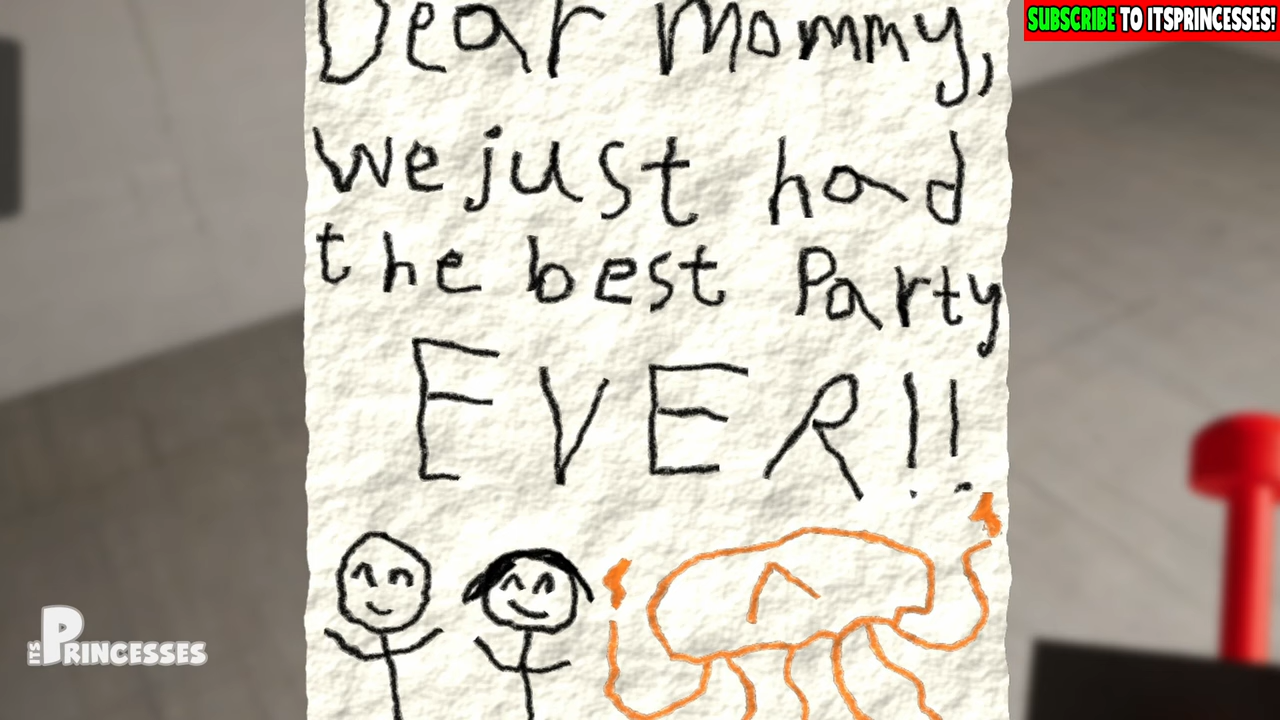 SUBSCRIBE TO ITSPRINCESSES!
Dear Mommy,
we just had
the best Party
EVER!!
ITS PRINCESSES